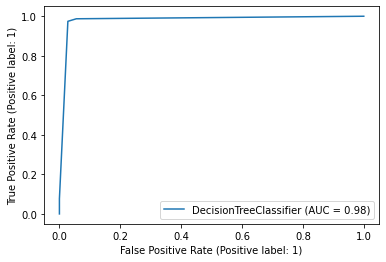 1.0
0.8
0.6
0.4
0.2
0.0
True Positive Rate (Positive label: 1)
DecisionTreeClassifier (AUC = 0.98)
0.0 0.2 0.4 0.6 0.8 1.0
False Positive Rate (Positive label: 1)